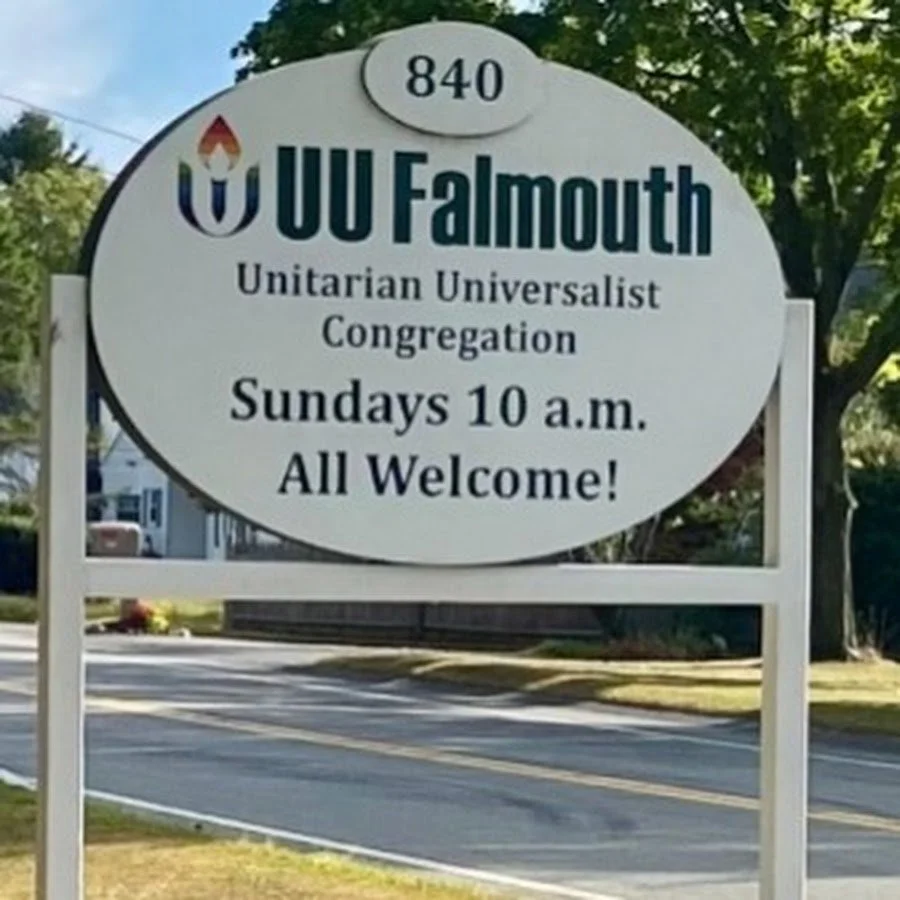 840
UU Falmouth
Unitarian Universalist
Congregation
Sundays 10 a.m.
All Welcome!